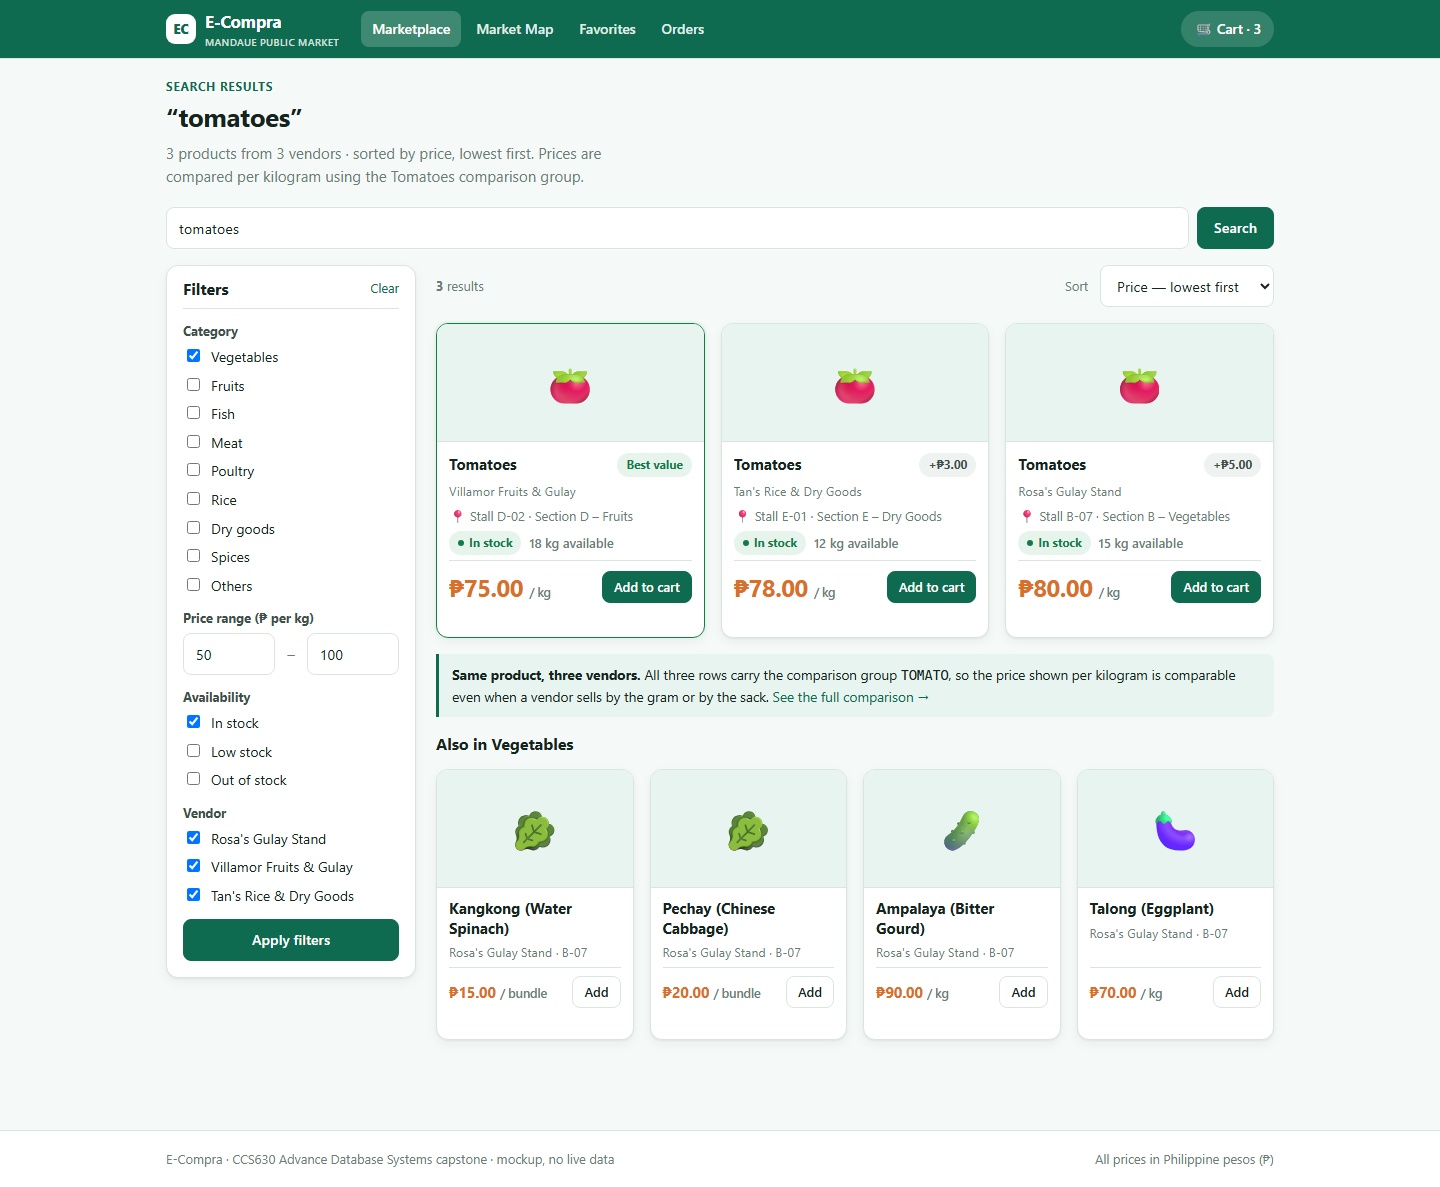 EC
E-Compra
MANDAUE PUBLIC MARKET
Marketplace
Market Map
Favorites
Orders
Cart · 3
SEARCH RESULTS
“tomatoes”
3 products from 3 vendors · sorted by price, lowest first. Prices are
compared per kilogram using the Tomatoes comparison group.
tomatoes
Search
Filters
Clear
Category
Vegetables
Fruits
Fish
Meat
Poultry
Rice
Dry goods
Spices
Others
Price range (₱ per kg)
50 – 100
Availability
In stock
Low stock
Out of stock
Vendor
Rosa's Gulay Stand
Villamor Fruits & Gulay
Tan's Rice & Dry Goods
Apply filters
3 results
Sort
Price — lowest first
Tomatoes
Best value
Villamor Fruits & Gulay
Stall D-02 · Section D – Fruits
In stock
18 kg available
₱75.00 / kg
Add to cart
Tomatoes
+₱3.00
Tan's Rice & Dry Goods
Stall E-01 · Section E – Dry Goods
In stock
12 kg available
₱78.00 / kg
Add to cart
Tomatoes
+₱5.00
Rosa's Gulay Stand
Stall B-07 · Section B – Vegetables
In stock
15 kg available
₱80.00 / kg
Add to cart
Same product, three vendors. All three rows carry the comparison group TOMATO, so the price shown per kilogram is comparable
even when a vendor sells by the gram or by the sack. See the full comparison →
Also in Vegetables
Kangkong (Water
Spinach)
Rosa's Gulay Stand · B-07
₱15.00 / bundle
Add
Pechay (Chinese
Cabbage)
Rosa's Gulay Stand · B-07
₱20.00 / bundle
Add
Ampalaya (Bitter
Gourd)
Rosa's Gulay Stand · B-07
₱90.00 / kg
Add
Talong (Eggplant)
Rosa's Gulay Stand · B-07
₱70.00 / kg
Add
E-Compra · CCS630 Advance Database Systems capstone · mockup, no live data
All prices in Philippine pesos (₱)